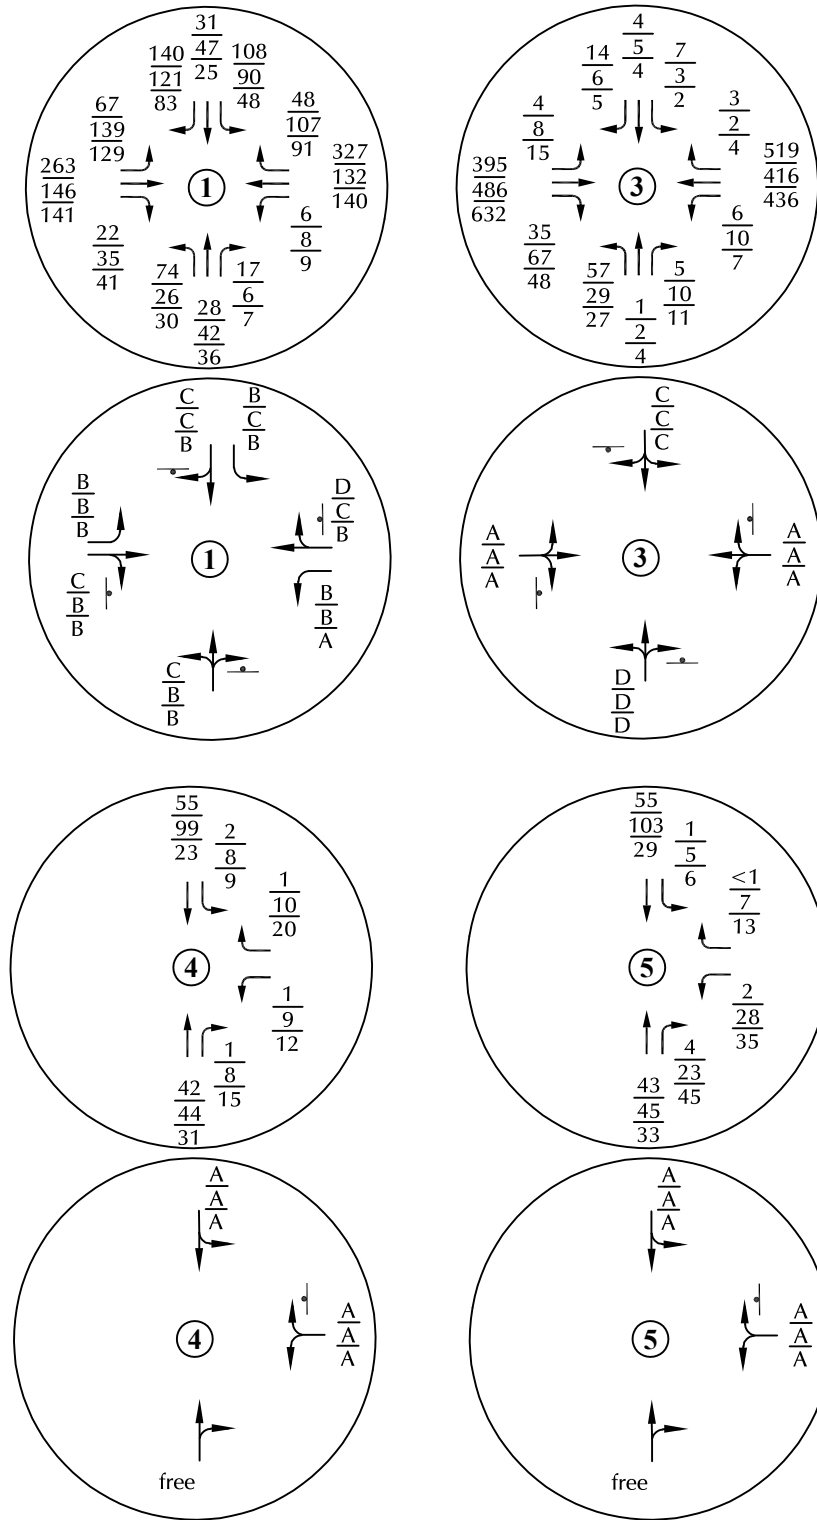 31
47
25
140
121
83
108
90
48
67
139
129
48
107
91
263
146
141
1
327
132
140
22
35
41
6
8
9
74
26
30
28
42
36
17
6
7
4
5
4
14
6
5
7
3
2
4
8
15
3
2
4
395
486
632
3
519
416
436
35
67
48
6
10
7
57
29
27
1
2
4
5
10
11
C
C
B
B
C
B
B
B
B
D
C
B
1
C
B
B
B
B
A
C
B
B
C
C
C
A
A
A
3
A
A
A
D
D
D
55
99
23
2
8
9
1
10
20
4
1
9
12
42
44
31
1
8
15
55
103
29
1
5
6
<1
7
13
5
2
28
35
43
45
33
4
23
45
A
A
A
4
A
A
A
free
A
A
A
5
A
A
A
free